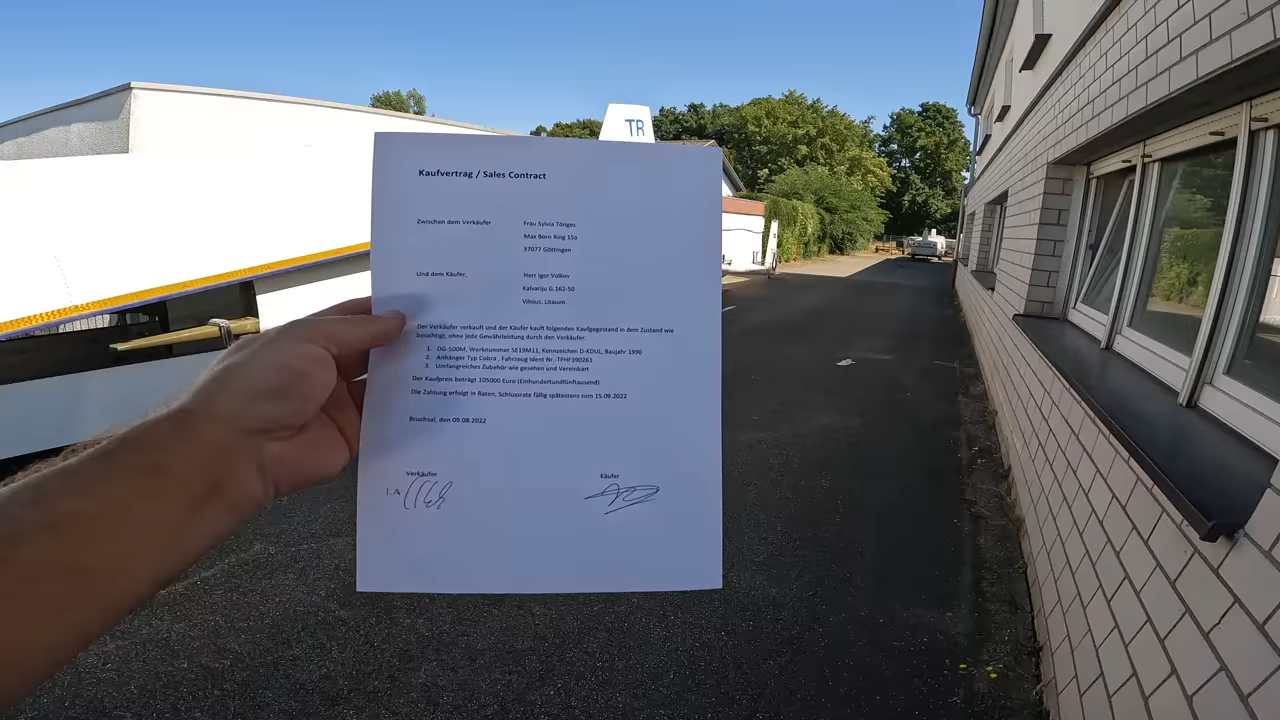 TR
Kaufvertrag / Sales Contract
Zwischen dem Verkäufer
Frau Sylvia Tönges
Max Born Ring 15a
37077 Göttingen
Und dem Käufer,
Herr Igor Volkov
Kalvariju G.162-50
Vilnius, Litauen
Der Verkäufer verkauft und der Käufer kauft folgenden Kaufgegenstand in dem Zustand wie
besichtigt, ohne jede Gewährleistung durch den Verkäufer:
1. DG-500M, Werknummer 5E19M11, Kennzeichen D-KDUL, Baujahr 1990
2. Anhänger Typ Cobra , Fahrzeug Ident Nr.-TFHF390261
3. Umfangreiches Zubehör wie gesehen und Vereinbart
Der Kaufpreis beträgt 105000 Euro (Einhundertundfünftausend)
Die Zahlung erfolgt in Raten, Schlussrate fällig spätestens zum 15.09.2022
Bruchsal, den 09.08.2022
Verkäufer
Käufer
I.A